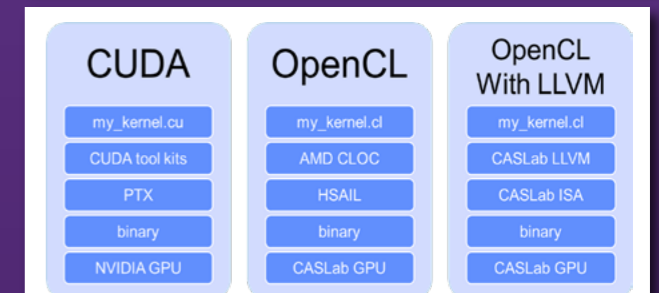 CUDA
my_kernel.cu
CUDA tool kits
PTX
binary
NVIDIA GPU
OpenCL
my_kernel.cl
AMD CLOC
HSAIL
binary
CASLab GPU
OpenCL
With LLVM
my_kernel.cl
CASLab LLVM
CASLab ISA
binary
CASLab GPU